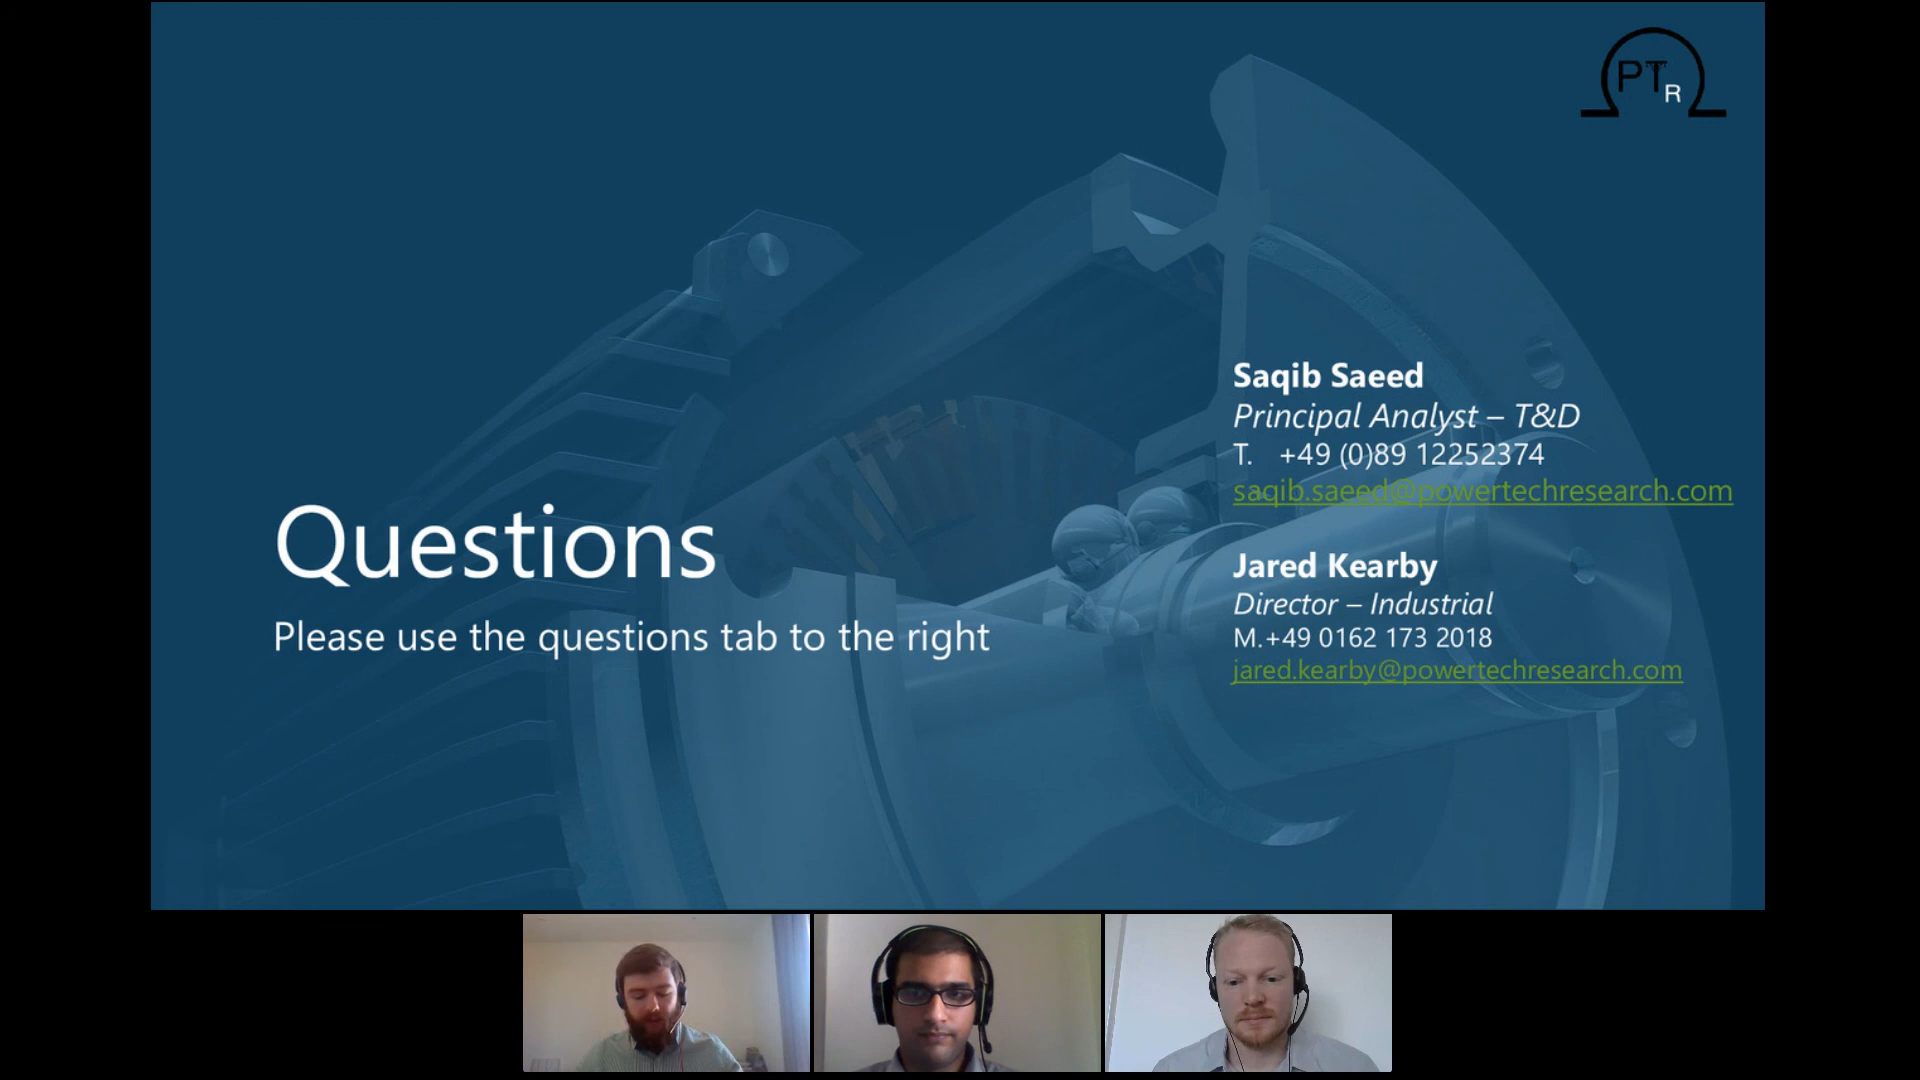 PTR
Questions
Please use the questions tab to the right
Saqib Saeed
Principal Analyst – T&D
T. +49 (0)89 12252374
saqib.saeed@powertechresearch.com
Jared Kearby
Director – Industrial
M.+49 0162 173 2018
jared.kearby@powertechresearch.com